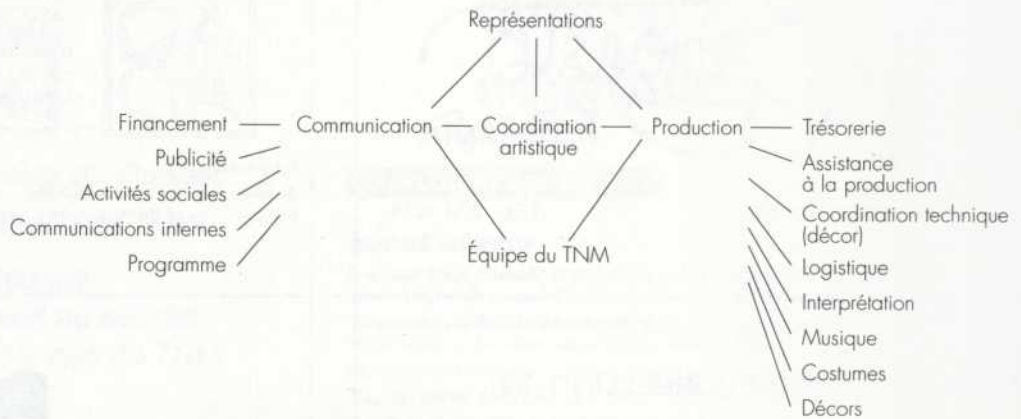 Représentations
Financement
Communication
Coordination
artistique
Production
Trésorerie
Publicité
Assistance
à la production
Activités sociales
Coordination technique
(décor)
Communications internes
Programme
Équipe du TNM
Logistique
Interprétation
Musique
Costumes
Décors